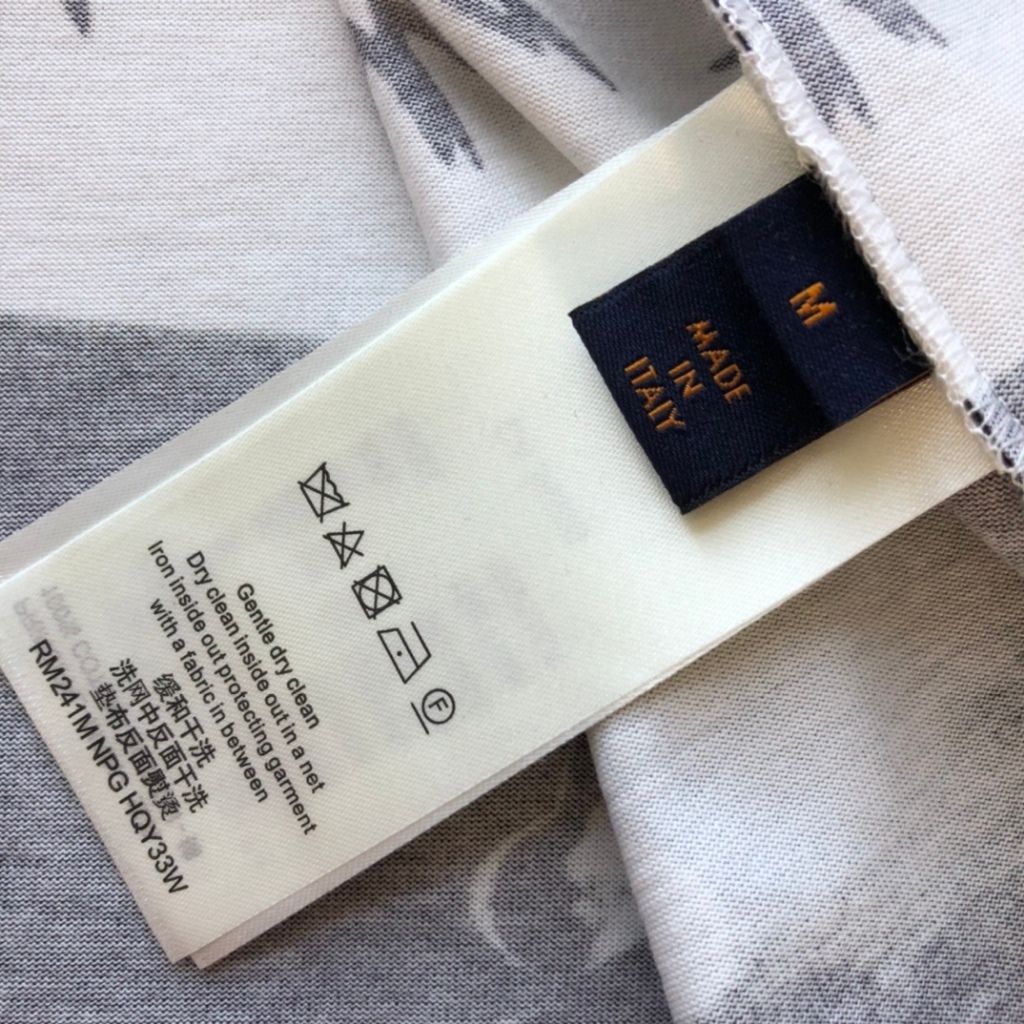 M
MADE
IN
ITALY
F
Gentle dry clean
Dry clean inside out in a net
Iron inside out protecting garment
with a fabric in between
缓和干洗
洗网中反面干洗
垫布反面熨烫
RM241M NPG HQY33W